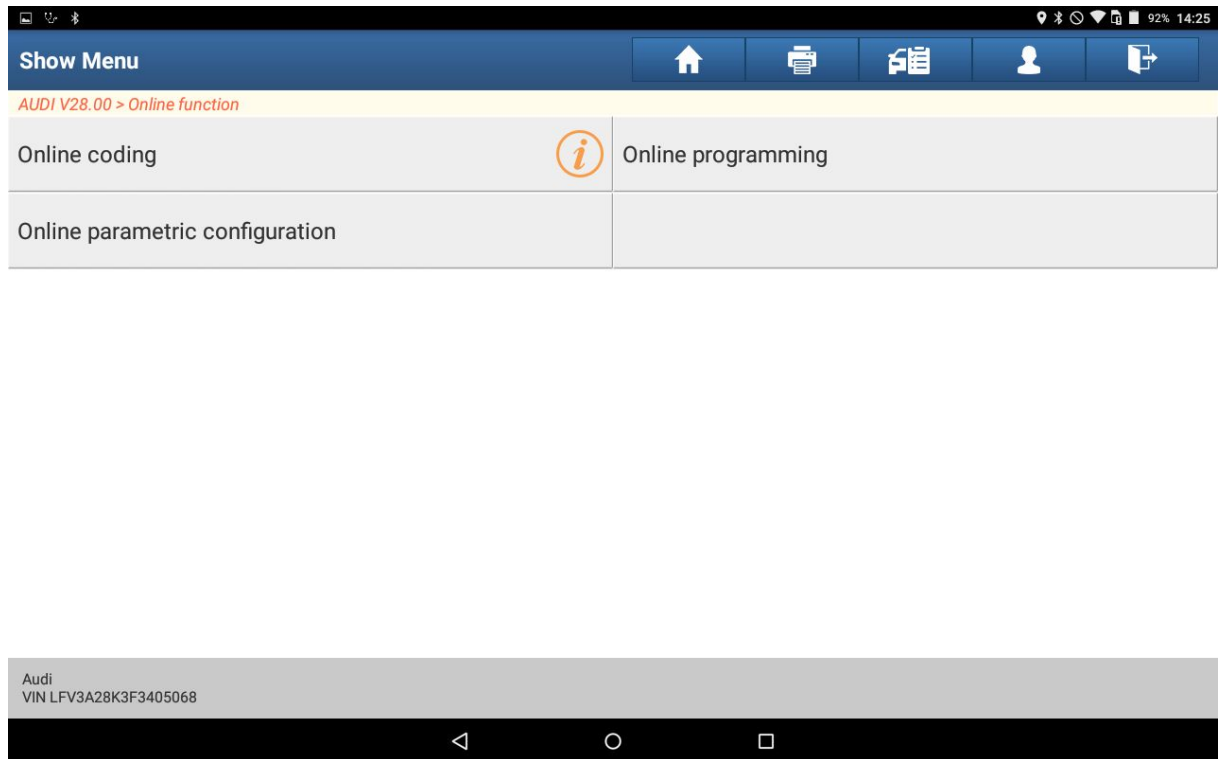 92% 14:25
Show Menu
AUDI V28.00 > Online function
Online coding
Online programming
Online parametric configuration
Audi
VIN LFV3A28K3F3405068